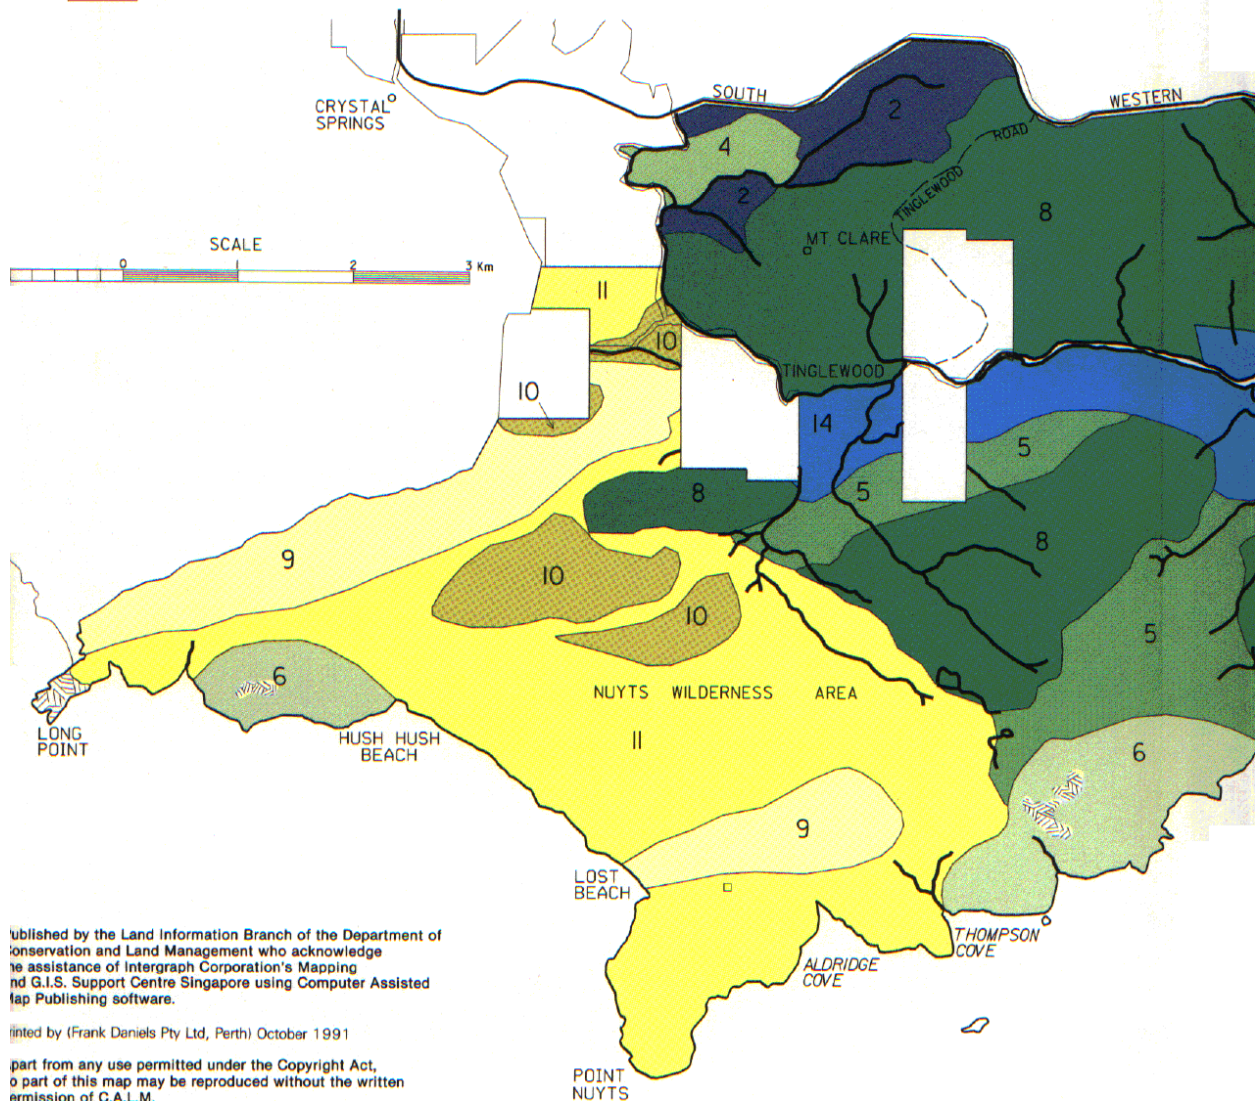 SOUTH
WESTERN
CRYSTAL
SPRINGS
2
4
ROAD
TINGLEWOOD
2
8
MT CLARE
SCALE
0 1 2 3 Km
11
10
TINGLEWOOD
10
14
5
5
8
8
9
10
10
5
6
NUYTS WILDERNESS AREA
LONG
POINT
HUSH HUSH
BEACH
11
6
9
LOST
BEACH
THOMPSON
COVE
ALDRIDGE
COVE
POINT
NUYTS
ublished by the Land Information Branch of the Department of
onservation and Land Management who acknowledge
he assistance of Intergraph Corporation's Mapping
nd G.I.S. Support Centre Singapore using Computer Assisted
Map Publishing software.
rinted by (Frank Daniels Pty Ltd, Perth) October 1991
part from any use permitted under the Copyright Act,
o part of this map may be reproduced without the written
ermission of C.A.L.M.